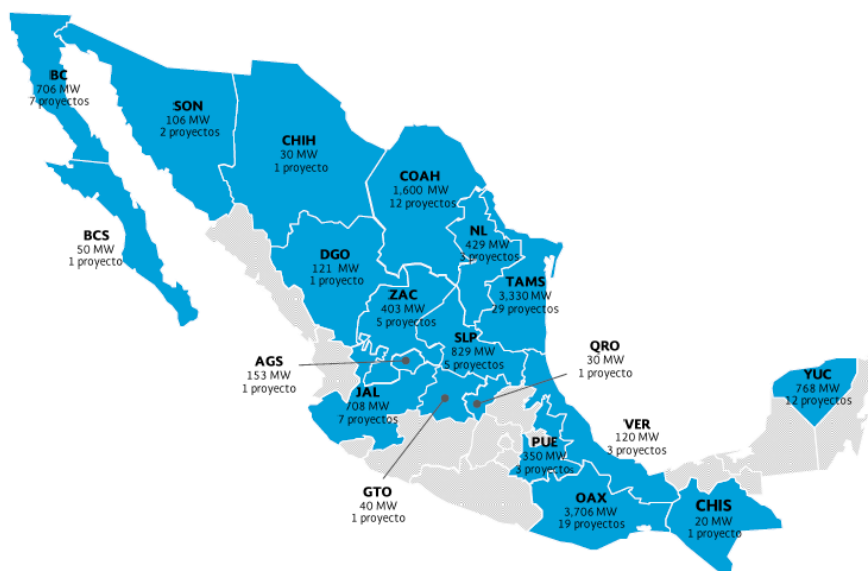 BC
706 MW
7 proyectos
SON
106 MW
2 proyectos
CHIH
30 MW
1 proyecto
COAH
1,600 MW
12 proyectos
NL
429 MW
3 proyectos
BCS
50 MW
1 proyecto
DGO
121 MW
1 proyecto
TAMS
3,330 MW
29 proyectos
ZAC
403 MW
5 proyectos
SLP
829 MW
5 proyectos
QRO
30 MW
1 proyecto
AGS
153 MW
1 proyecto
YUC
768 MW
12 proyectos
JAL
708 MW
7 proyectos
VER
120 MW
3 proyectos
PUE
350 MW
3 proyectos
GTO
40 MW
1 proyecto
OAX
3,706 MW
19 proyectos
CHIS
20 MW
1 proyecto